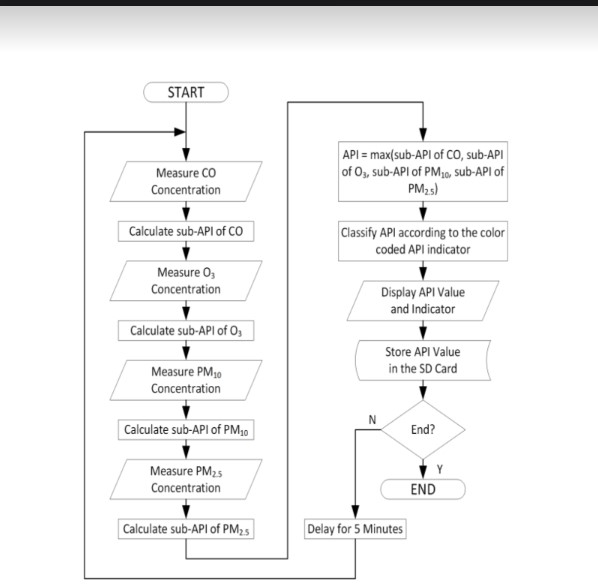 START
Measure CO
Concentration
Calculate sub-API of CO
Measure O₃
Concentration
Calculate sub-API of O₃
Measure PM₁₀
Concentration
Calculate sub-API of PM₁₀
Measure PM₂.₅
Concentration
Calculate sub-API of PM₂.₅
API = max(sub-API of CO, sub-API
of O₃, sub-API of PM₁₀, sub-API of
PM₂.₅)
Classify API according to the color
coded API indicator
Display API Value
and Indicator
Store API Value
in the SD Card
End?
N
Y
END
Delay for 5 Minutes